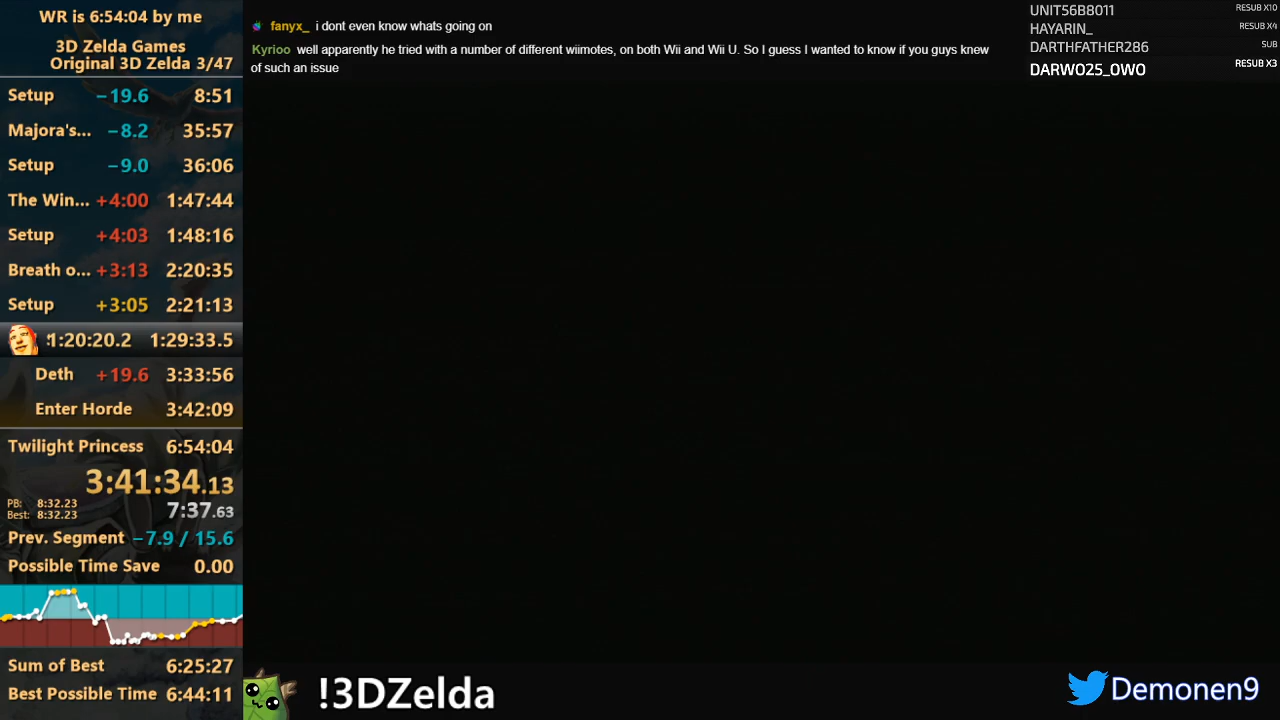 WR is 6:54:04 by me
3D Zelda Games
Original 3D Zelda 3/47
Setup −19.6 8:51
Majora's... −8.2 35:57
Setup −9.0 36:06
The Win... +4:00 1:47:44
Setup +4:03 1:48:16
Breath o... +3:13 2:20:35
Setup +3:05 2:21:13
1:20:20.2 1:29:33.5
Deth +19.6 3:33:56
Enter Horde 3:42:09
Twilight Princess 6:54:04
3:41:34.13
PB: 8:32.23
Best: 8:32.23
7:37.63
Prev. Segment −7.9 / 15.6
Possible Time Save 0.00
Sum of Best 6:25:27
Best Possible Time 6:44:11
fanyx_ i dont even know whats going on
Kyrioo well apparently he tried with a number of different wiimotes, on both Wii and Wii U. So I guess I wanted to know if you guys knew
of such an issue
UNIT56B8011 RESUB X10
HAYARIN_ RESUB X4
DARTHFATHER286 SUB
DARWO25_OWO RESUB X3
!3DZelda
Demonen9